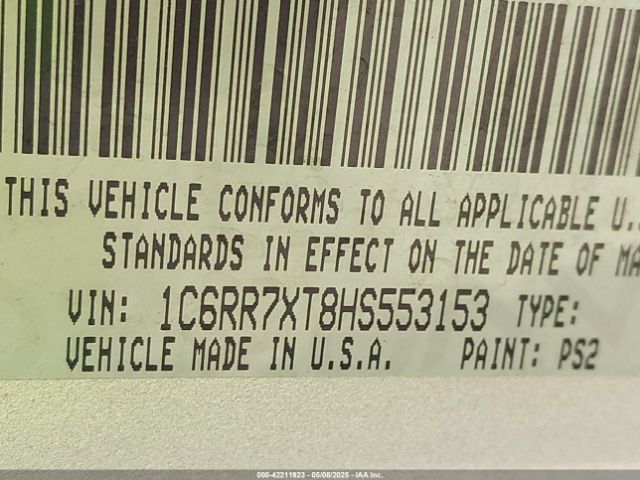 THIS VEHICLE CONFORMS TO ALL APPLICABLE U.
STANDARDS IN EFFECT ON THE DATE OF MA
VIN: 1C6RR7XT8HS553153 TYPE:
VEHICLE MADE IN U.S.A. PAINT: PS2
000-42211923 - 05/08/2025 - IAA Inc.